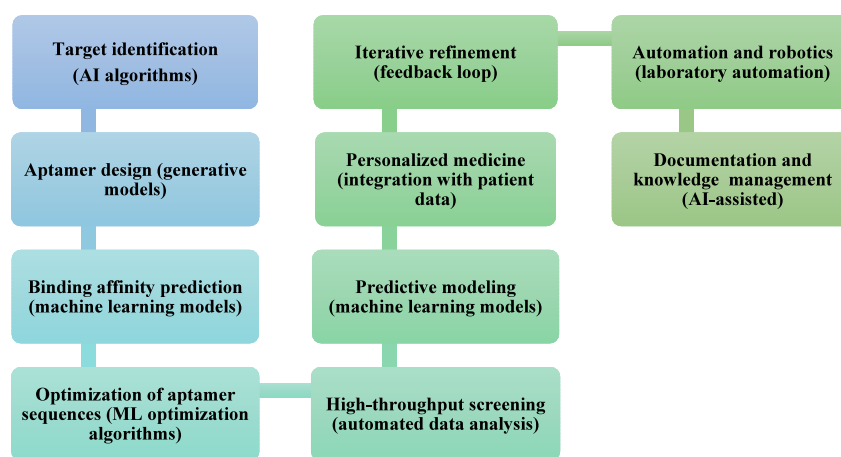 Target identification
(AI algorithms)
Aptamer design (generative
models)
Binding affinity prediction
(machine learning models)
Optimization of aptamer
sequences (ML optimization
algorithms)
High-throughput screening
(automated data analysis)
Predictive modeling
(machine learning models)
Personalized medicine
(integration with patient
data)
Iterative refinement
(feedback loop)
Automation and robotics
(laboratory automation)
Documentation and
knowledge management
(AI-assisted)